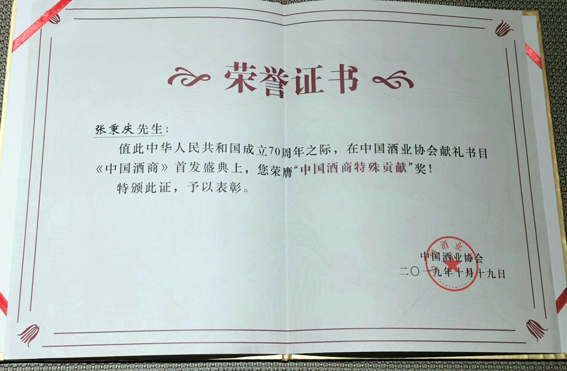 荣誉证书
张秉庆先生：
值此中华人民共和国成立70周年之际，在中国酒业协会献礼书目
《中国酒商》首发盛典上，您荣膺“中国酒商特殊贡献”奖！
特颁此证，予以表彰。
中国酒业协会
二〇一九年十月十九日